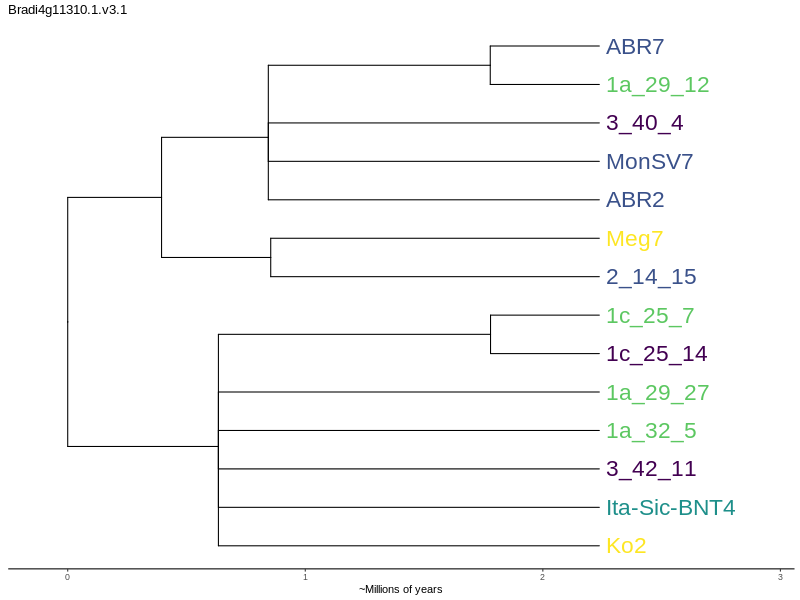 Bradi4g11310.1.v3.1
ABR7
1a_29_12
3_40_4
MonSV7
ABR2
Meg7
2_14_15
1c_25_7
1c_25_14
1a_29_27
1a_32_5
3_42_11
Ita-Sic-BNT4
Ko2
0 1 2 3
~Millions of years